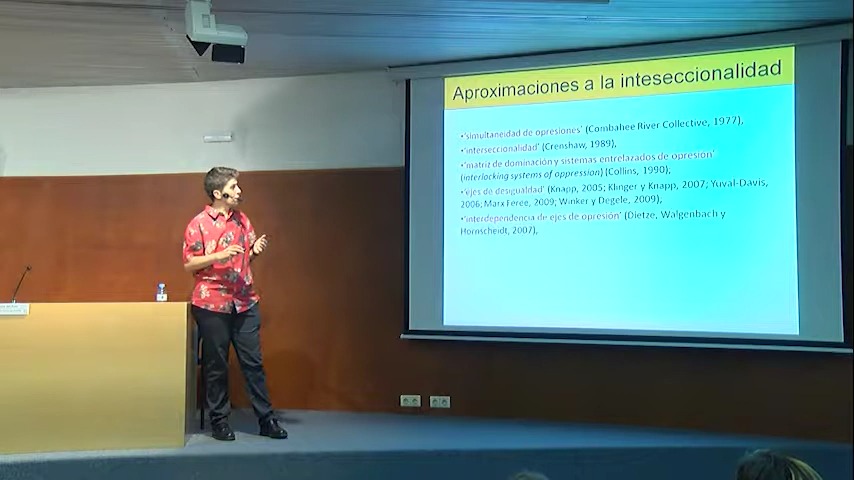 Aproximaciones a la inteseccionalidad
•'simultaneidad de opresiones' (Combahee River Collective, 1977),
•'interseccionalidad' (Crenshaw, 1989),
•'matriz de dominación y sistemas entrelazados de opresión'
(interlocking systems of oppression) (Collins, 1990),
•'ejes de desigualdad' (Knapp, 2005; Klinger y Knapp, 2007; Yuval-Davis,
2006; Marx Feree, 2009; Winker y Degele, 2009),
•'interdependencia de ejes de opresión' (Dietze, Walgenbach y
Hornscheidt, 2007),